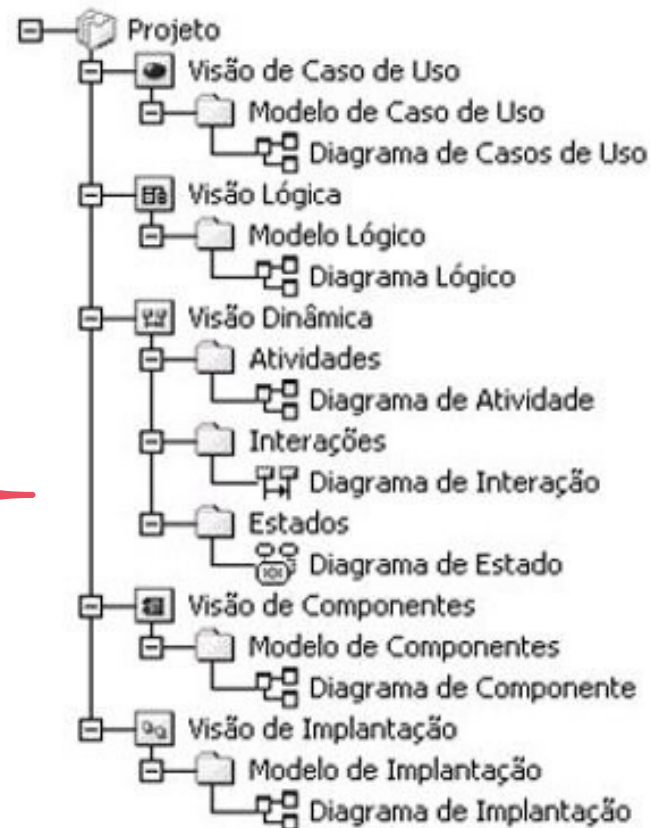 Projeto
Visão de Caso de Uso
Modelo de Caso de Uso
Diagrama de Casos de Uso
Visão Lógica
Modelo Lógico
Diagrama Lógico
Visão Dinâmica
Atividades
Diagrama de Atividade
Interações
Diagrama de Interação
Estados
Diagrama de Estado
Visão de Componentes
Modelo de Componentes
Diagrama de Componente
Visão de Implantação
Modelo de Implantação
Diagrama de Implantação